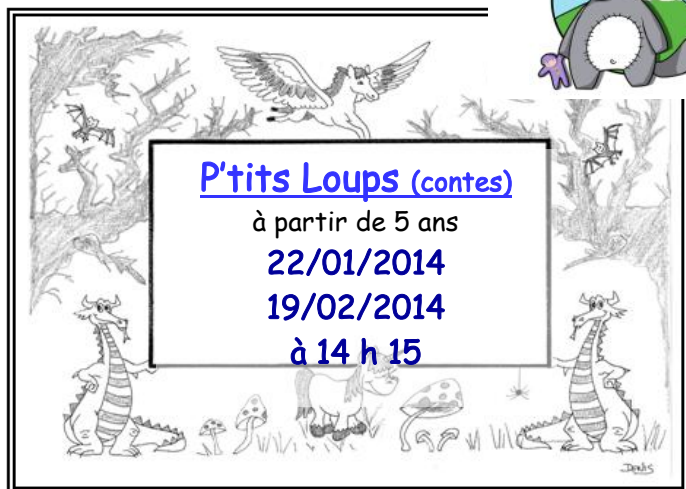 P'tits Loups (contes)
à partir de 5 ans
22/01/2014
19/02/2014
à 14 h 15
DENIS